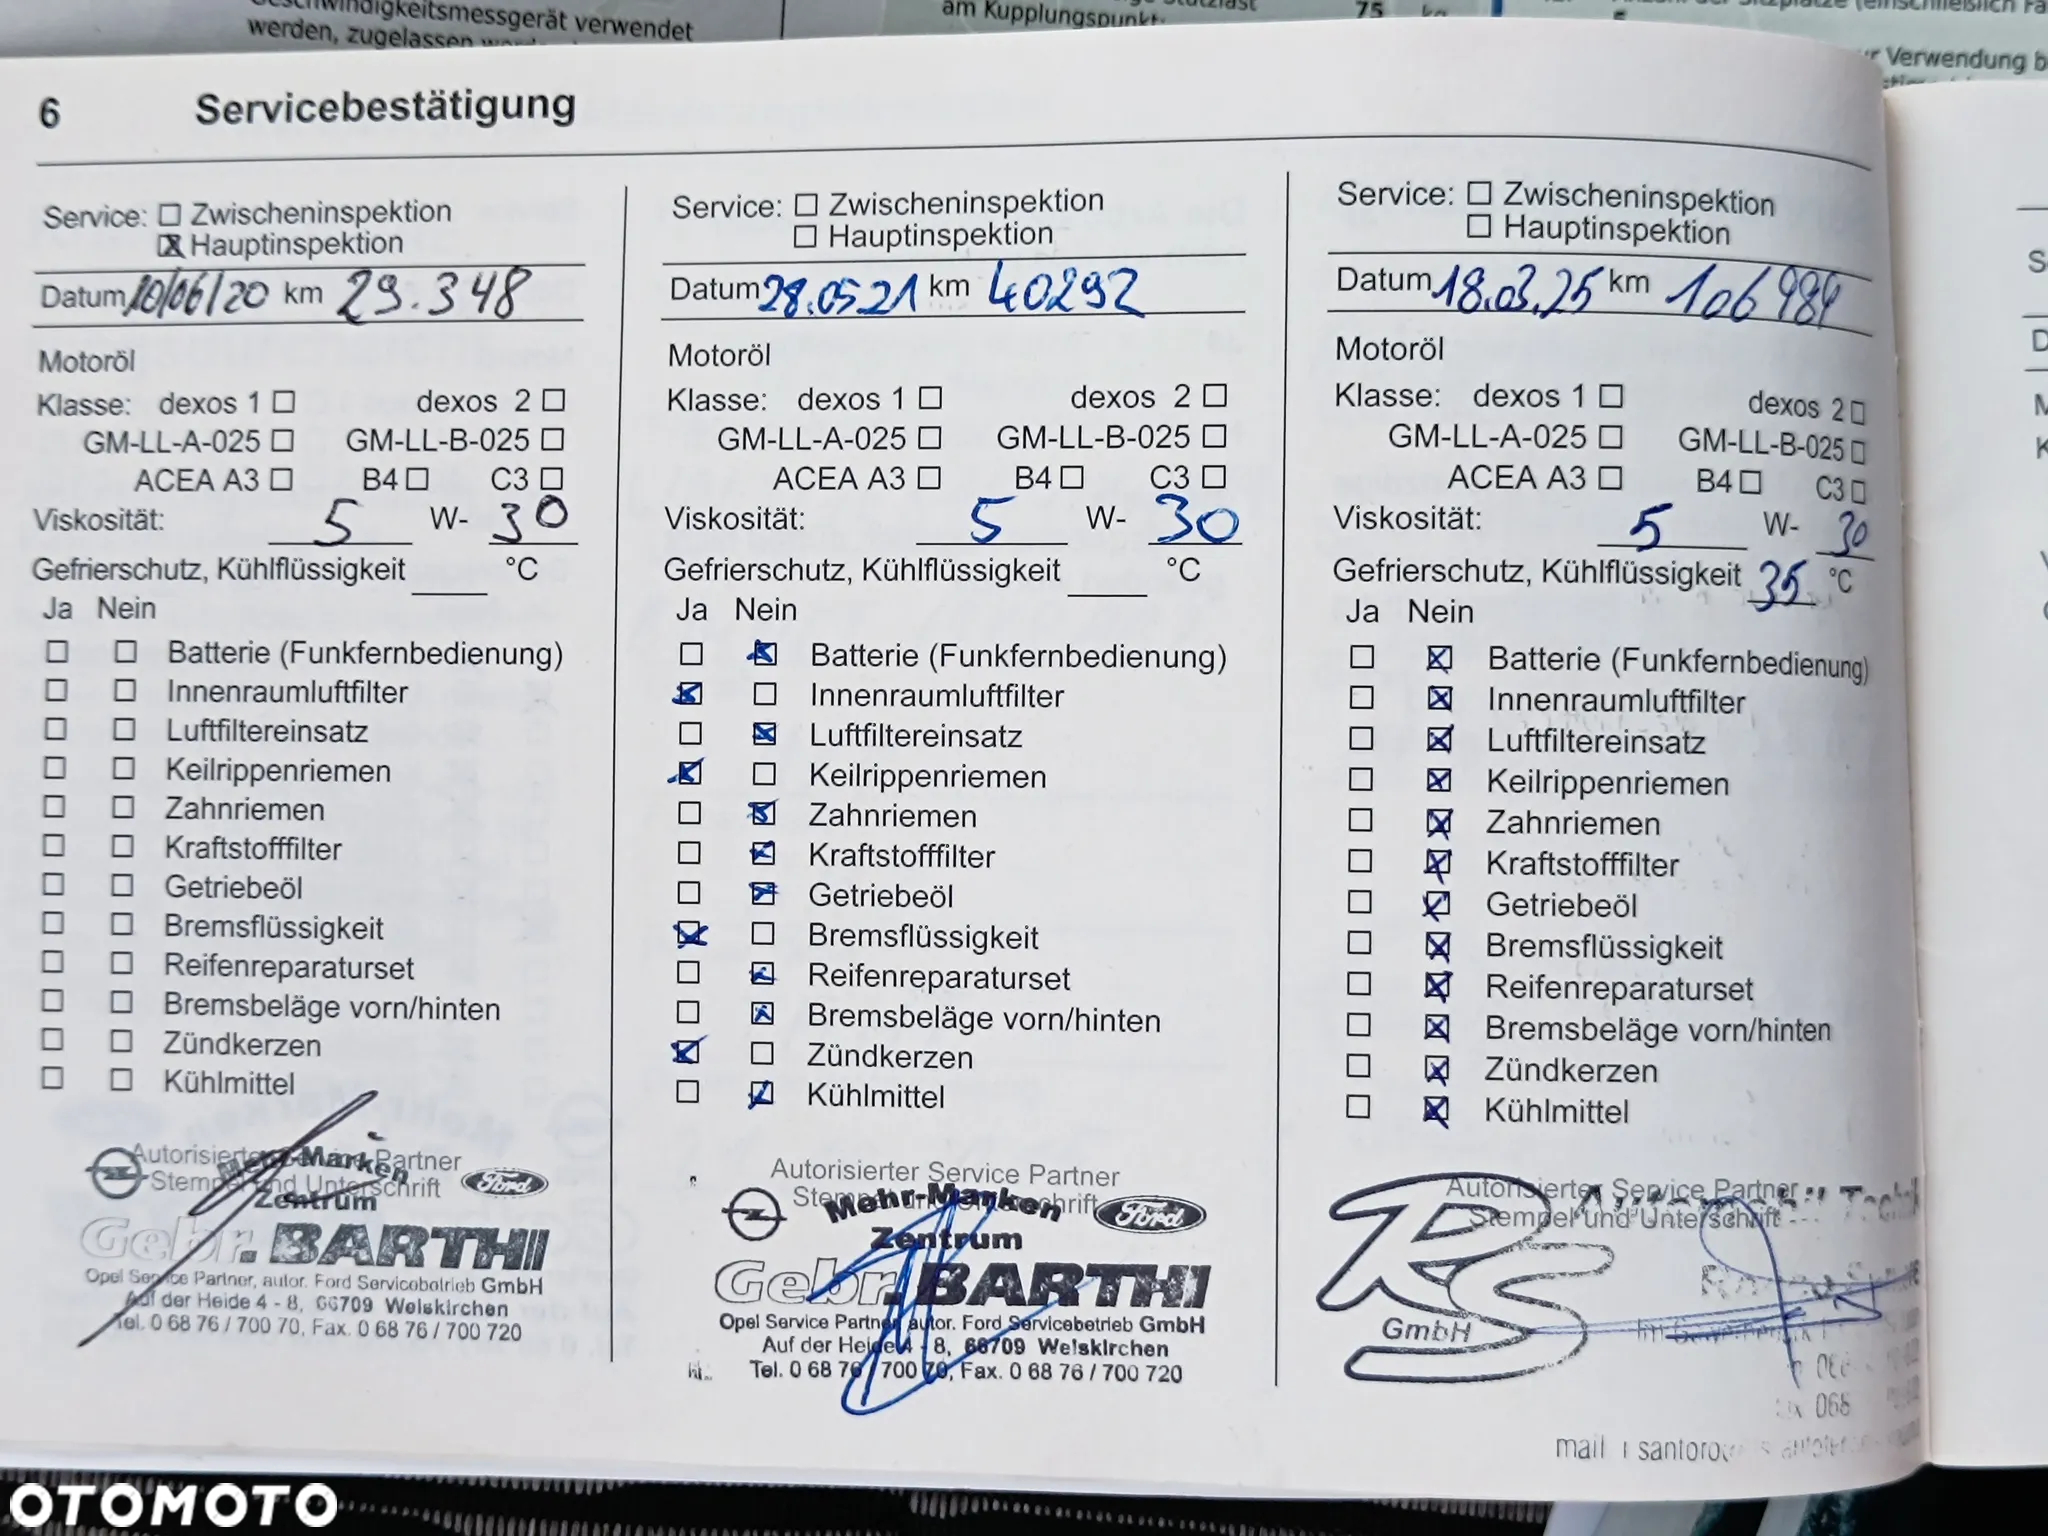 werden, zugelassen
am Kupplungspunkt:
75 kg
Verwendung
6 Servicebestätigung
Service: Zwischeninspektion
Hauptinspektion
Datum 10/06/20 km 29.348
Motoröl
Klasse: dexos 1 dexos 2
GM-LL-A-025 GM-LL-B-025
ACEA A3 B4 C3
Viskosität: 5 W- 30
Gefrierschutz, Kühlflüssigkeit °C
Ja Nein
Batterie (Funkfernbedienung)
Innenraumluftfilter
Luftfiltereinsatz
Keilrippenriemen
Zahnriemen
Kraftstofffilter
Getriebeöl
Bremsflüssigkeit
Reifenreparaturset
Bremsbeläge vorn/hinten
Zündkerzen
Kühlmittel
Autorisierter Service Partner
Stempel und Unterschrift
Mehr-Marken
Zentrum
Ford
Gebr. BARTH
Opel Service Partner, autor. Ford Servicebetrieb GmbH
Auf der Heide 4 - 8, 66709 Weiskirchen
Tel. 0 68 76 / 700 70, Fax. 0 68 76 / 700 720
Service: Zwischeninspektion
Hauptinspektion
Datum 28.05.21 km 40292
Motoröl
Klasse: dexos 1 dexos 2
GM-LL-A-025 GM-LL-B-025
ACEA A3 B4 C3
Viskosität: 5 W- 30
Gefrierschutz, Kühlflüssigkeit °C
Ja Nein
Batterie (Funkfernbedienung)
Innenraumluftfilter
Luftfiltereinsatz
Keilrippenriemen
Zahnriemen
Kraftstofffilter
Getriebeöl
Bremsflüssigkeit
Reifenreparaturset
Bremsbeläge vorn/hinten
Zündkerzen
Kühlmittel
Autorisierter Service Partner
Stempel und Unterschrift
Mehr-Marken
Zentrum
Ford
Gebr. BARTH
Opel Service Partner, autor. Ford Servicebetrieb GmbH
Auf der Heide 4 - 8, 66709 Weiskirchen
Tel. 0 68 76 / 700 70, Fax. 0 68 76 / 700 720
Service: Zwischeninspektion
Hauptinspektion
Datum 18.03.25 km 106984
Motoröl
Klasse: dexos 1 dexos 2
GM-LL-A-025 GM-LL-B-025
ACEA A3 B4 C3
Viskosität: 5 W- 30
Gefrierschutz, Kühlflüssigkeit 35 °C
Ja Nein
Batterie (Funkfernbedienung)
Innenraumluftfilter
Luftfiltereinsatz
Keilrippenriemen
Zahnriemen
Kraftstofffilter
Getriebeöl
Bremsflüssigkeit
Reifenreparaturset
Bremsbeläge vorn/hinten
Zündkerzen
Kühlmittel
Autorisierter Service Partner
Stempel und Unterschrift
RS
GmbH
mail
OTOMOTO